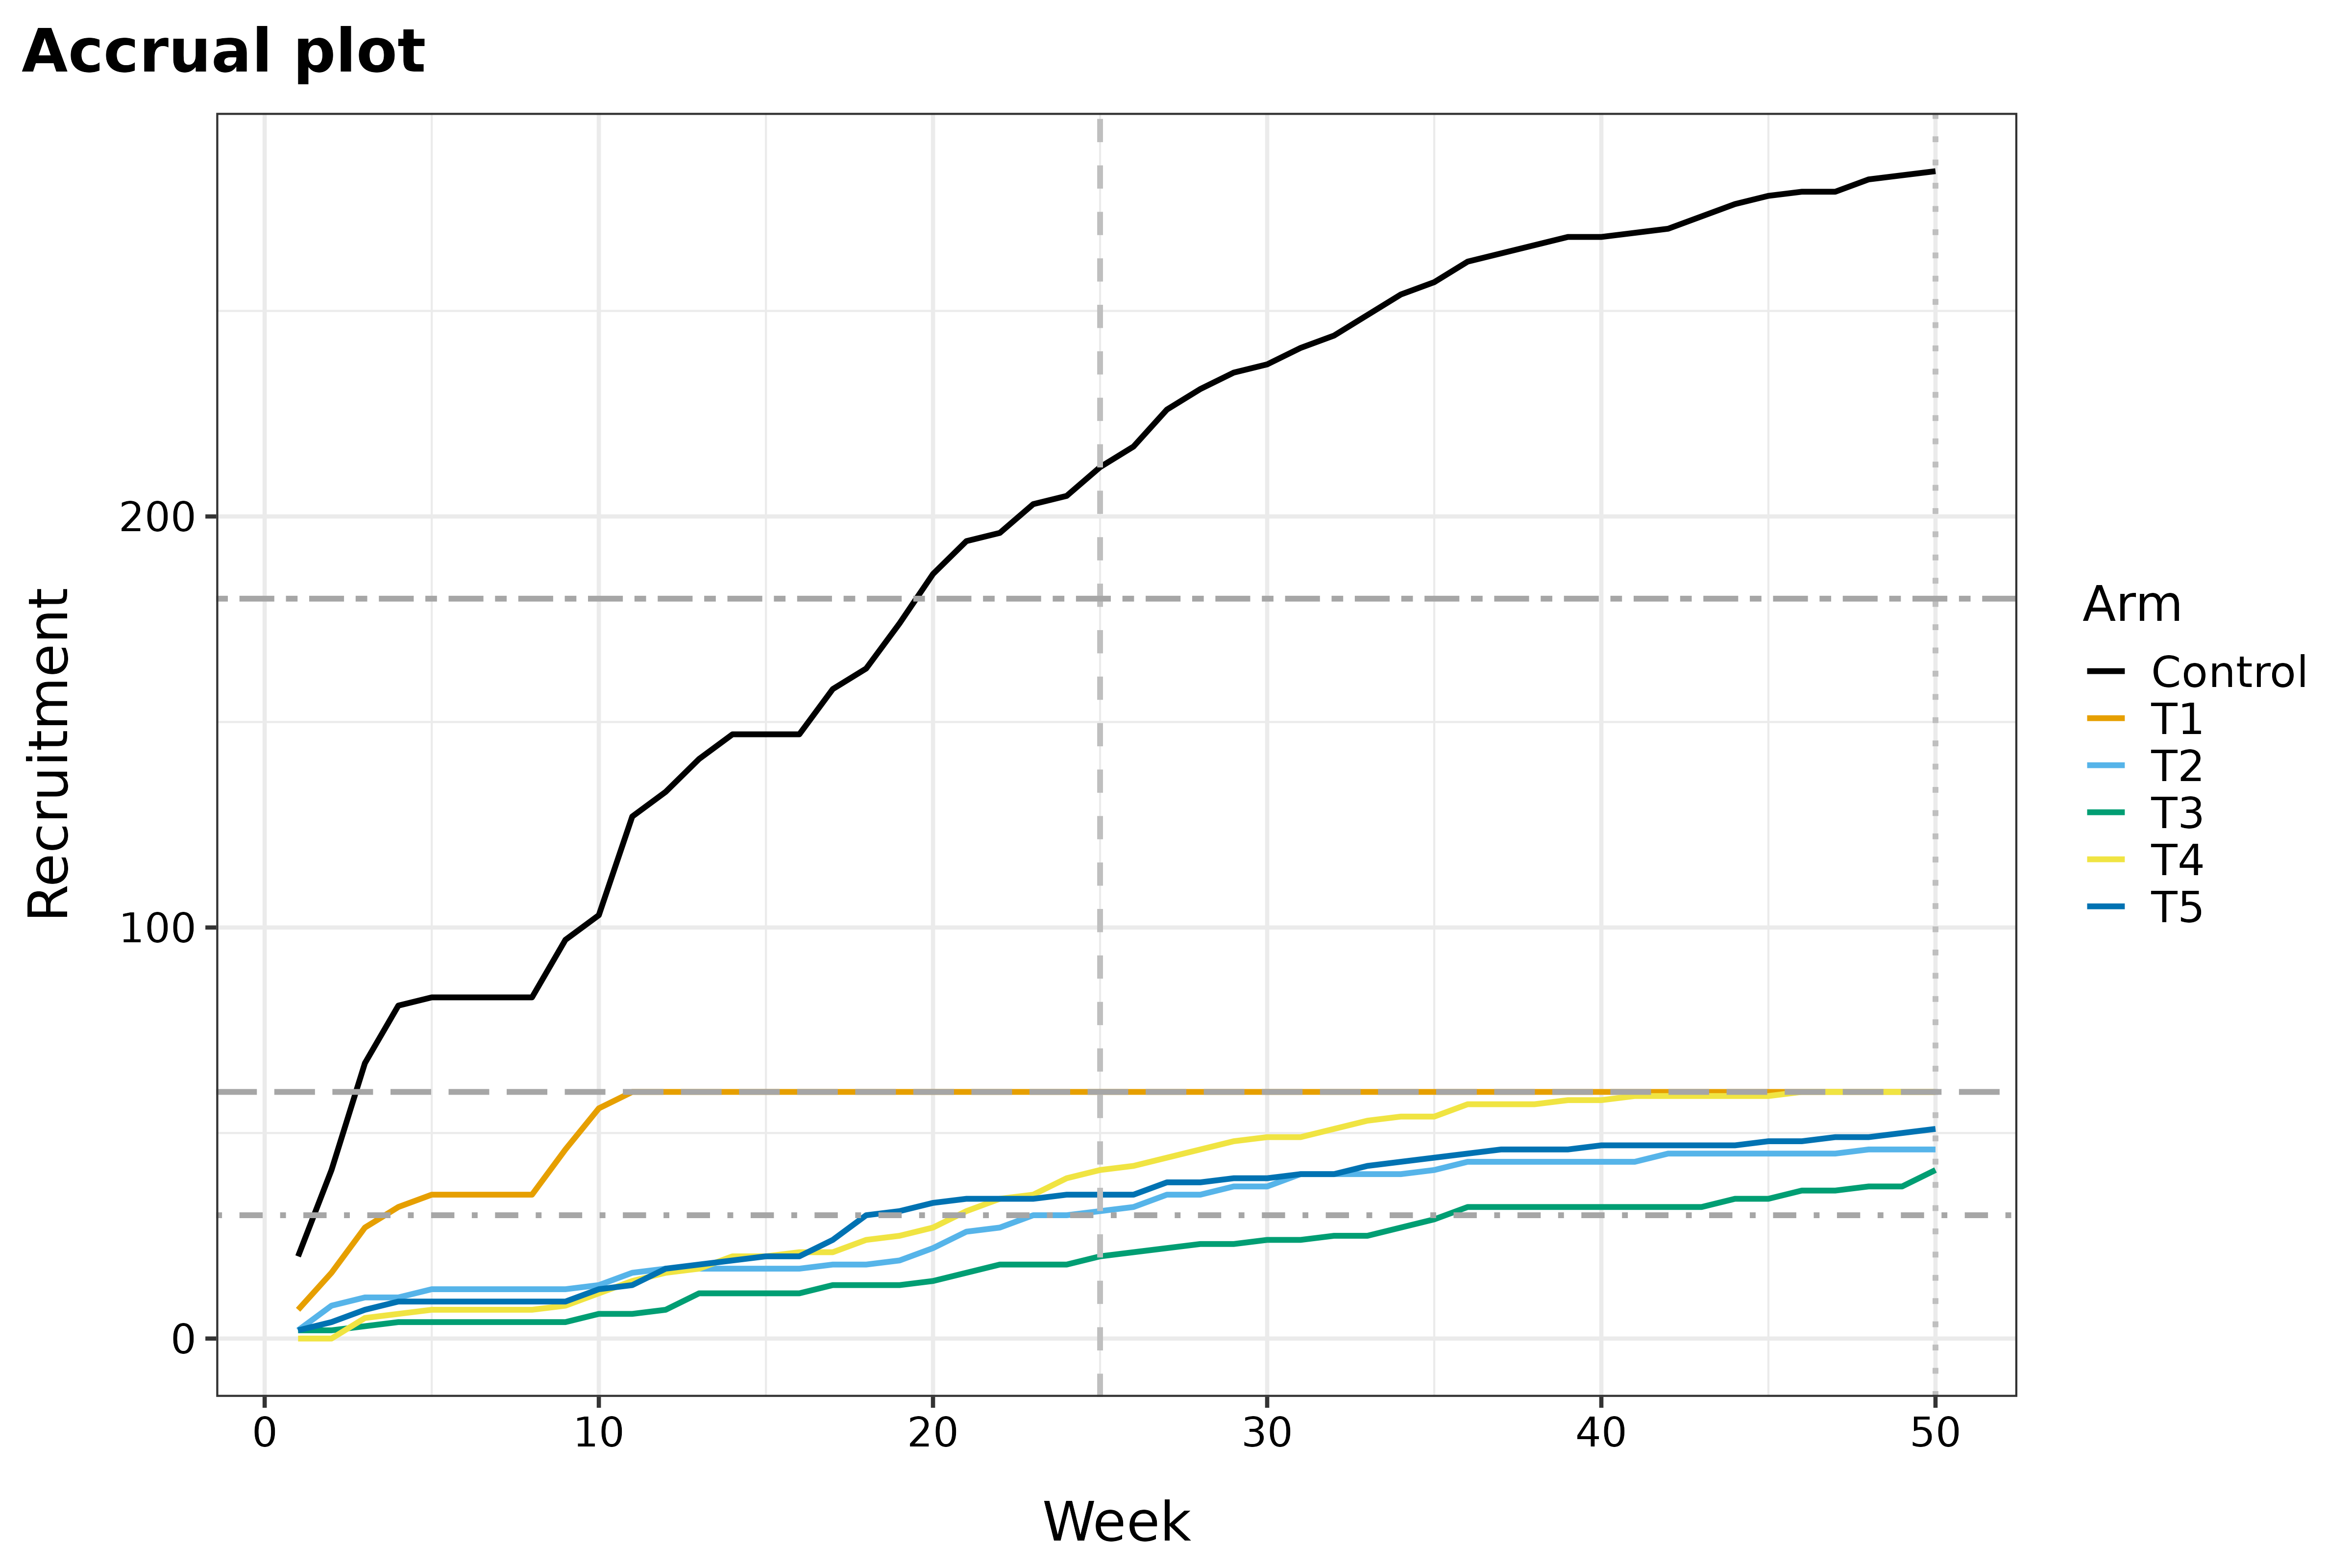 Accrual plot
Recruitment
200
100
0
0 10 20 30 40 50
Week
Arm
Control
T1
T2
T3
T4
T5